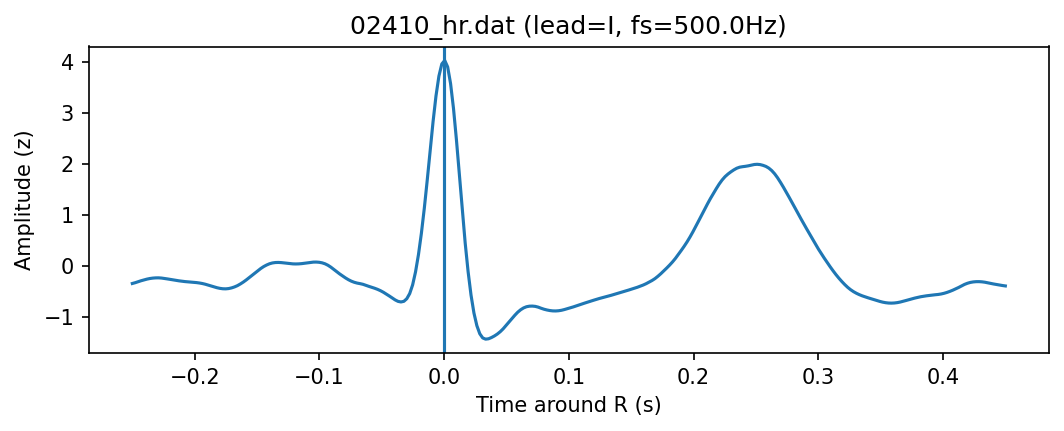 02410_hr.dat (lead=I, fs=500.0Hz)
Amplitude (z)
4
3
2
1
0
−1
−0.2 −0.1 0.0 0.1 0.2 0.3 0.4
Time around R (s)